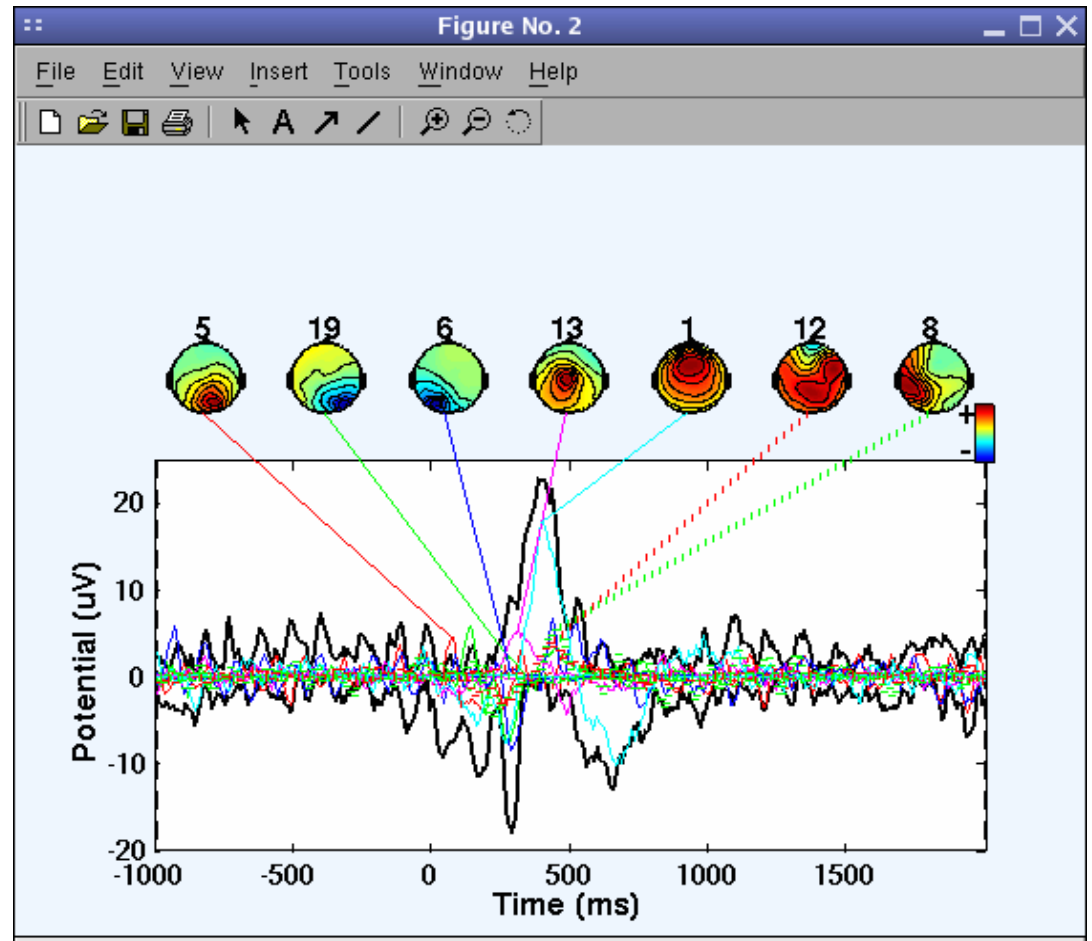 Figure No. 2
File Edit View Insert Tools Window Help
A
5 19 6 13 1 12 8
+
-
20
10
0
-10
-20
Potential (uV)
-1000 -500 0 500 1000 1500
Time (ms)